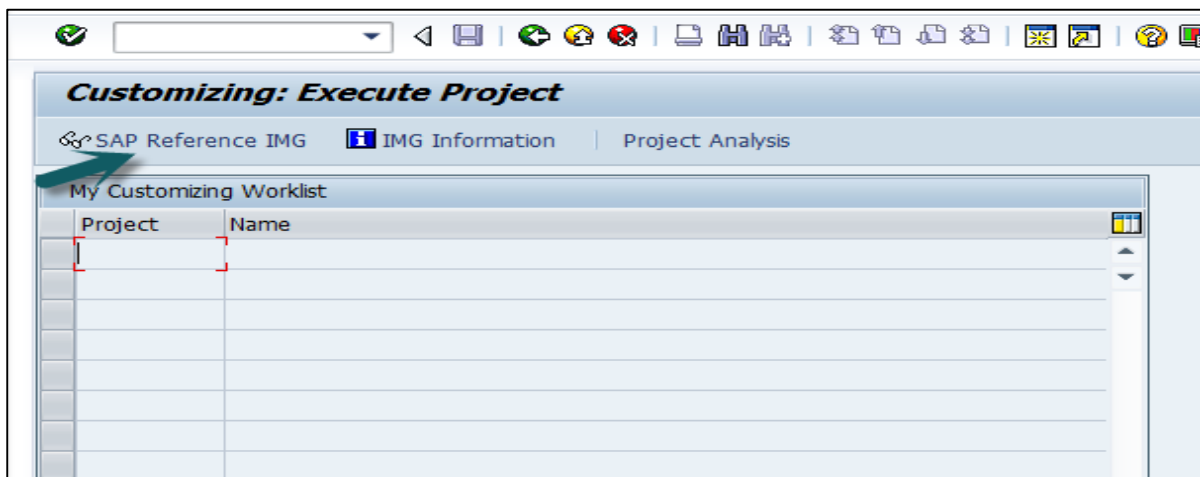 Customizing: Execute Project
SAP Reference IMG IMG Information Project Analysis
My Customizing Worklist
Project Name